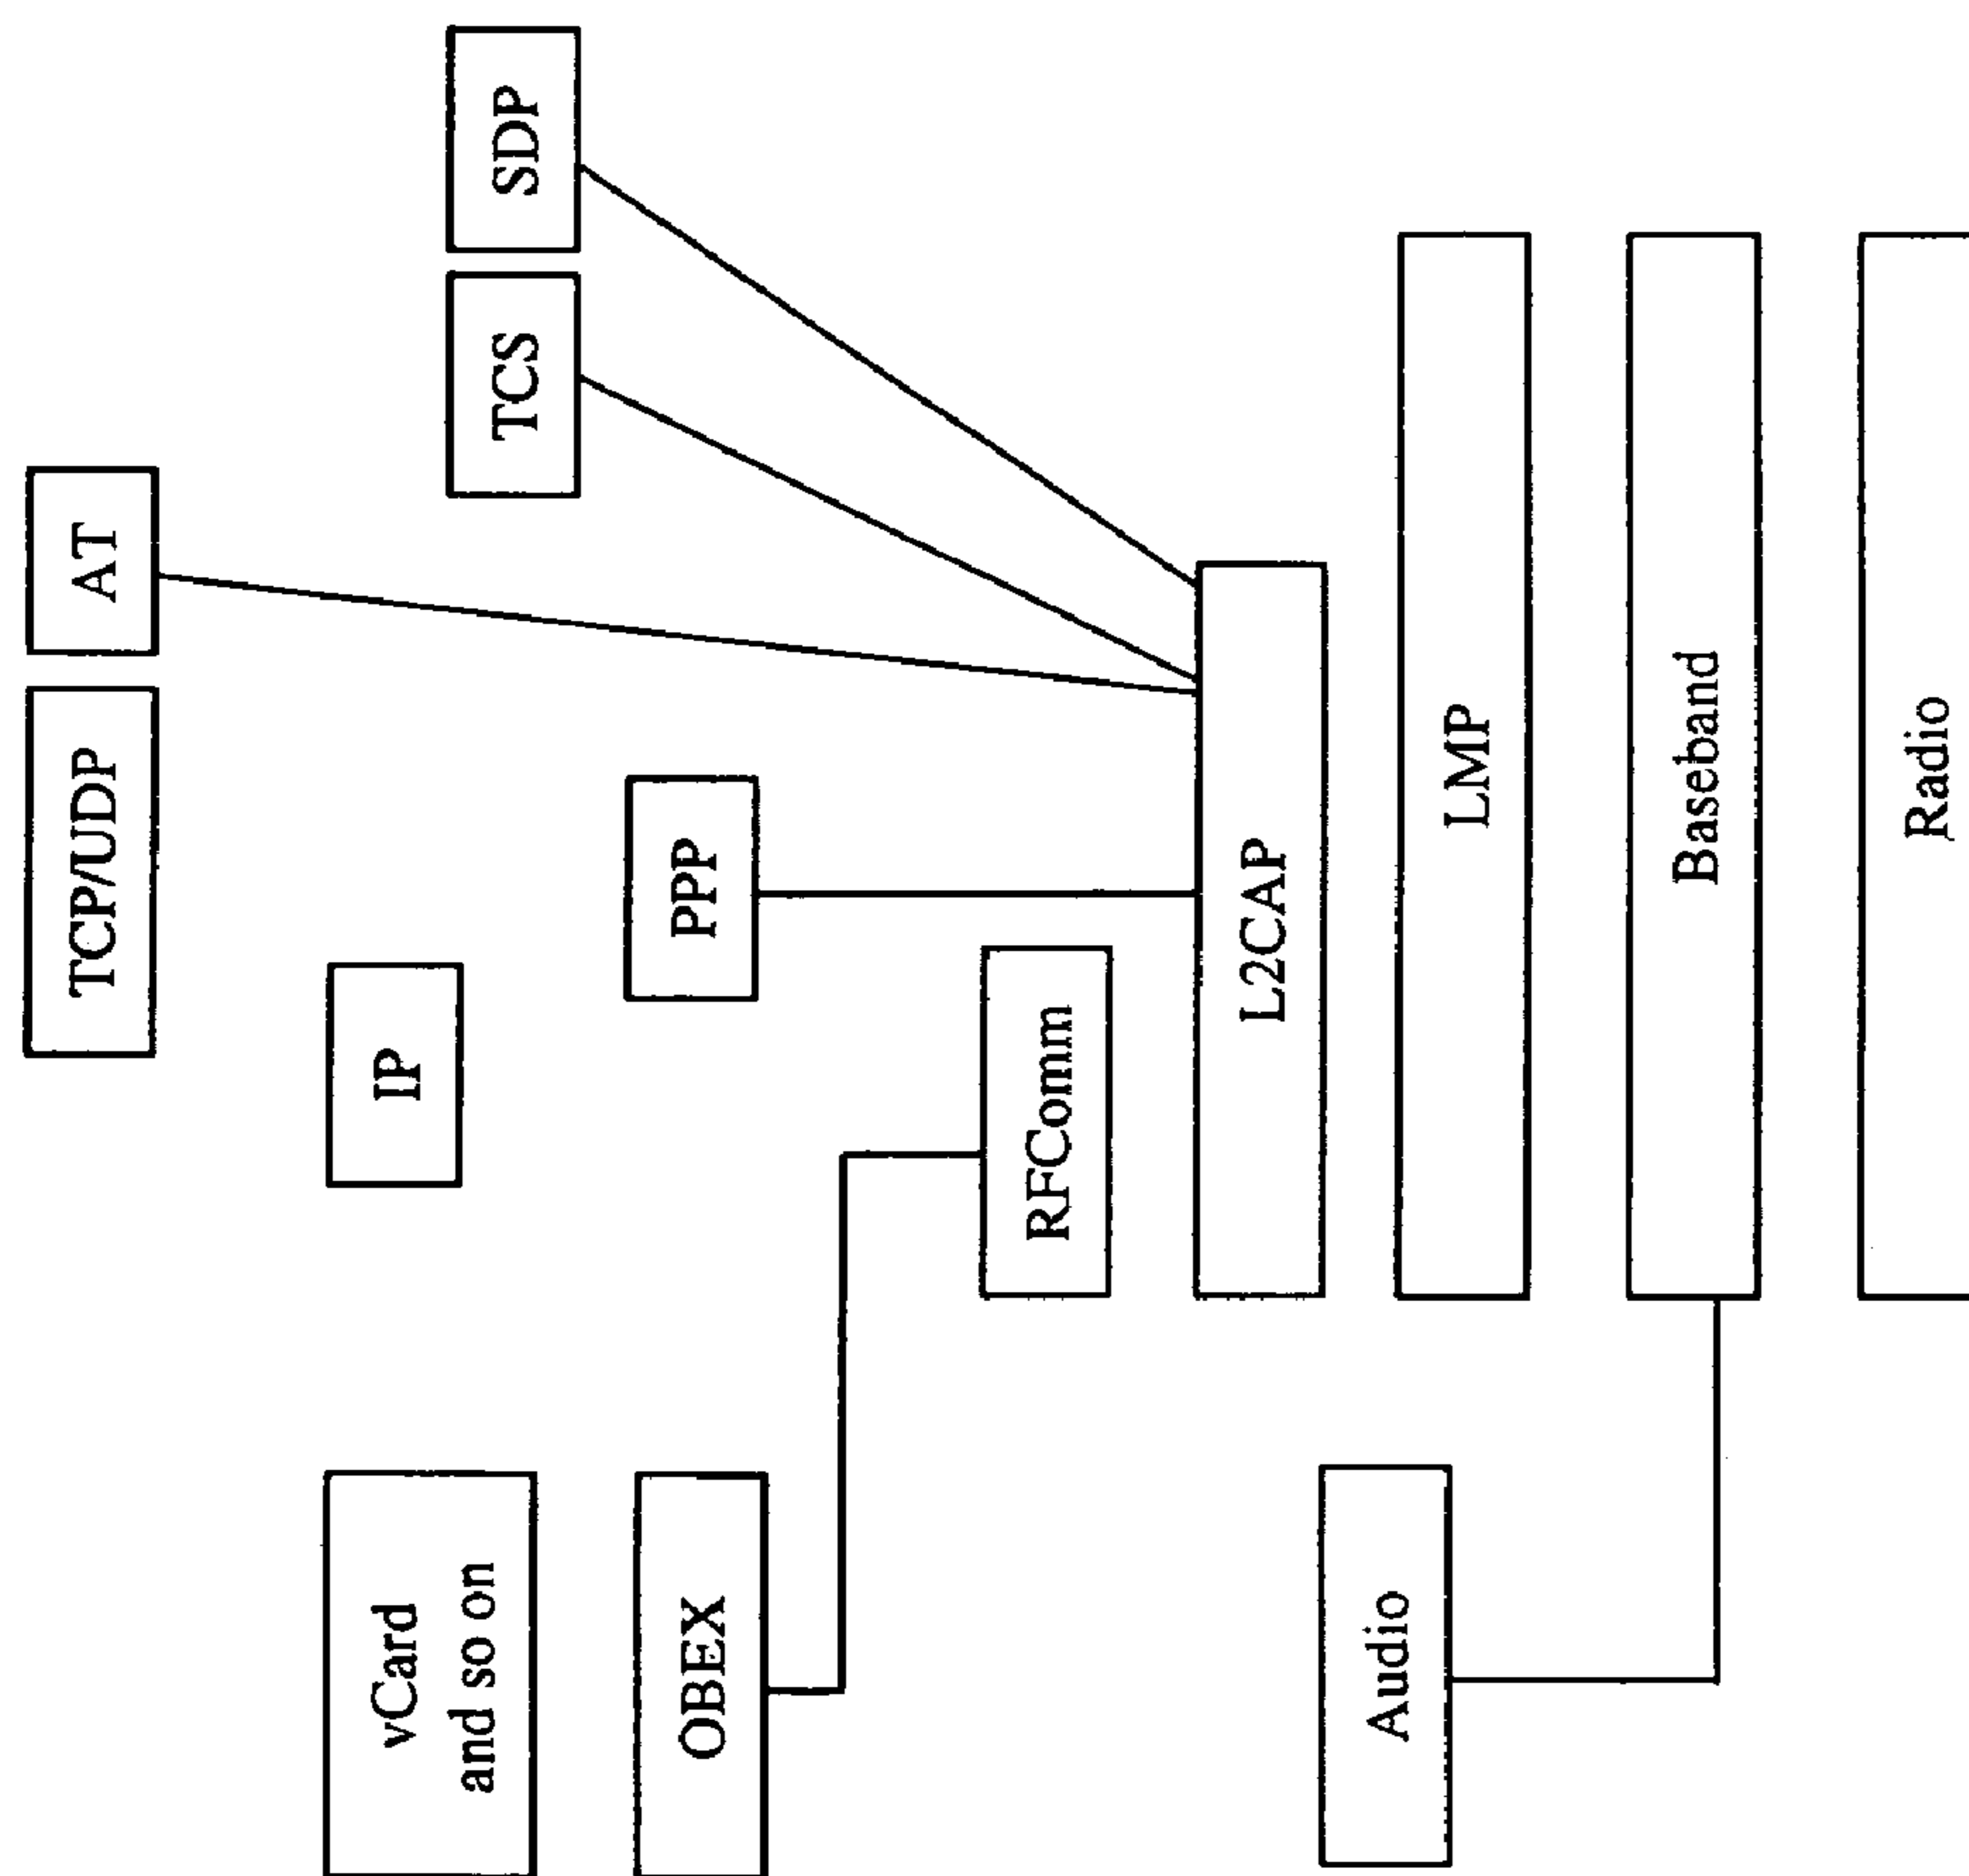 AT
TCP/UDP
SDP
TCS
IP
vCard
and so on
PPP
OBEX
RFComm
L2CAP
Audio
LMP
Baseband
Radio